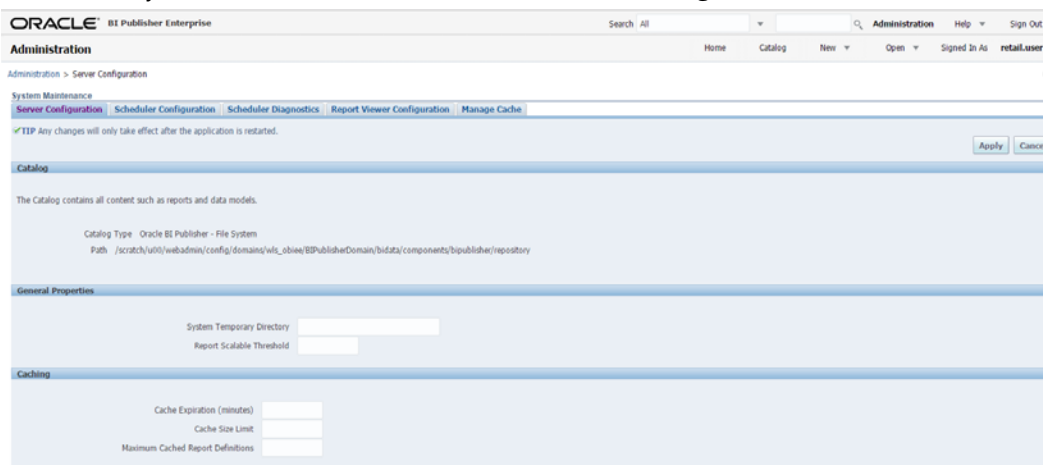 ORACLE® BI Publisher Enterprise Search All Administration Help Sign Out
Administration Home Catalog New Open Signed In As retail.user
Administration > Server Configuration
System Maintenance
Server Configuration Scheduler Configuration Scheduler Diagnostics Report Viewer Configuration Manage Cache
TIP Any changes will only take effect after the application is restarted.
Apply Cance
Catalog
The Catalog contains all content such as reports and data models.
Catalog Type Oracle BI Publisher - File System
Path /scratch/u00/webadmin/config/domains/wls_obiee/BIPublisherDomain/bidata/components/bipublisher/repository
General Properties
System Temporary Directory
Report Scalable Threshold
Caching
Cache Expiration (minutes)
Cache Size Limit
Maximum Cached Report Definitions